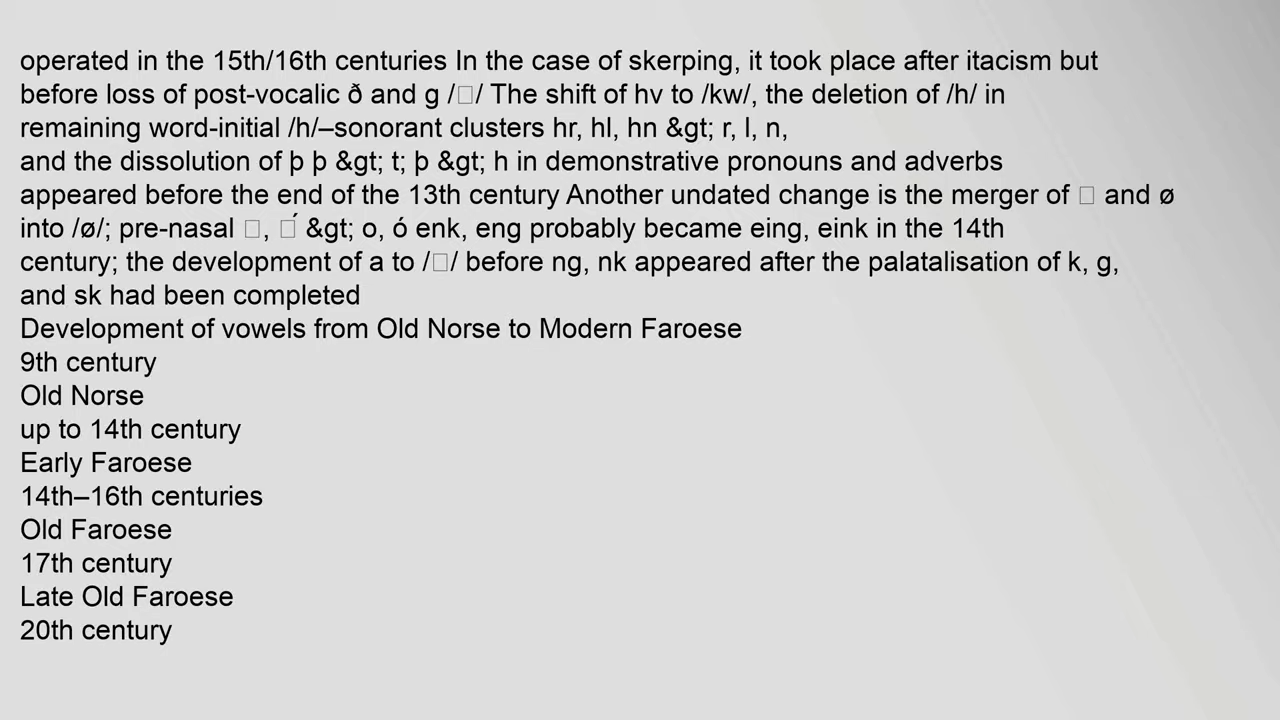 operated in the 15th/16th centuries In the case of skerping, it took place after itacism but
before loss of post-vocalic ð and g /□/ The shift of hv to /kw/, the deletion of /h/ in
remaining word-initial /h/–sonorant clusters hr, hl, hn &gt; r, l, n,
and the dissolution of þ þ &gt; t; þ &gt; h in demonstrative pronouns and adverbs
appeared before the end of the 13th century Another undated change is the merger of □ and ø
into /ø/; pre-nasal □, □́ &gt; o, ó enk, eng probably became eing, eink in the 14th
century; the development of a to /□/ before ng, nk appeared after the palatalisation of k, g,
and sk had been completed
Development of vowels from Old Norse to Modern Faroese
9th century
Old Norse
up to 14th century
Early Faroese
14th–16th centuries
Old Faroese
17th century
Late Old Faroese
20th century